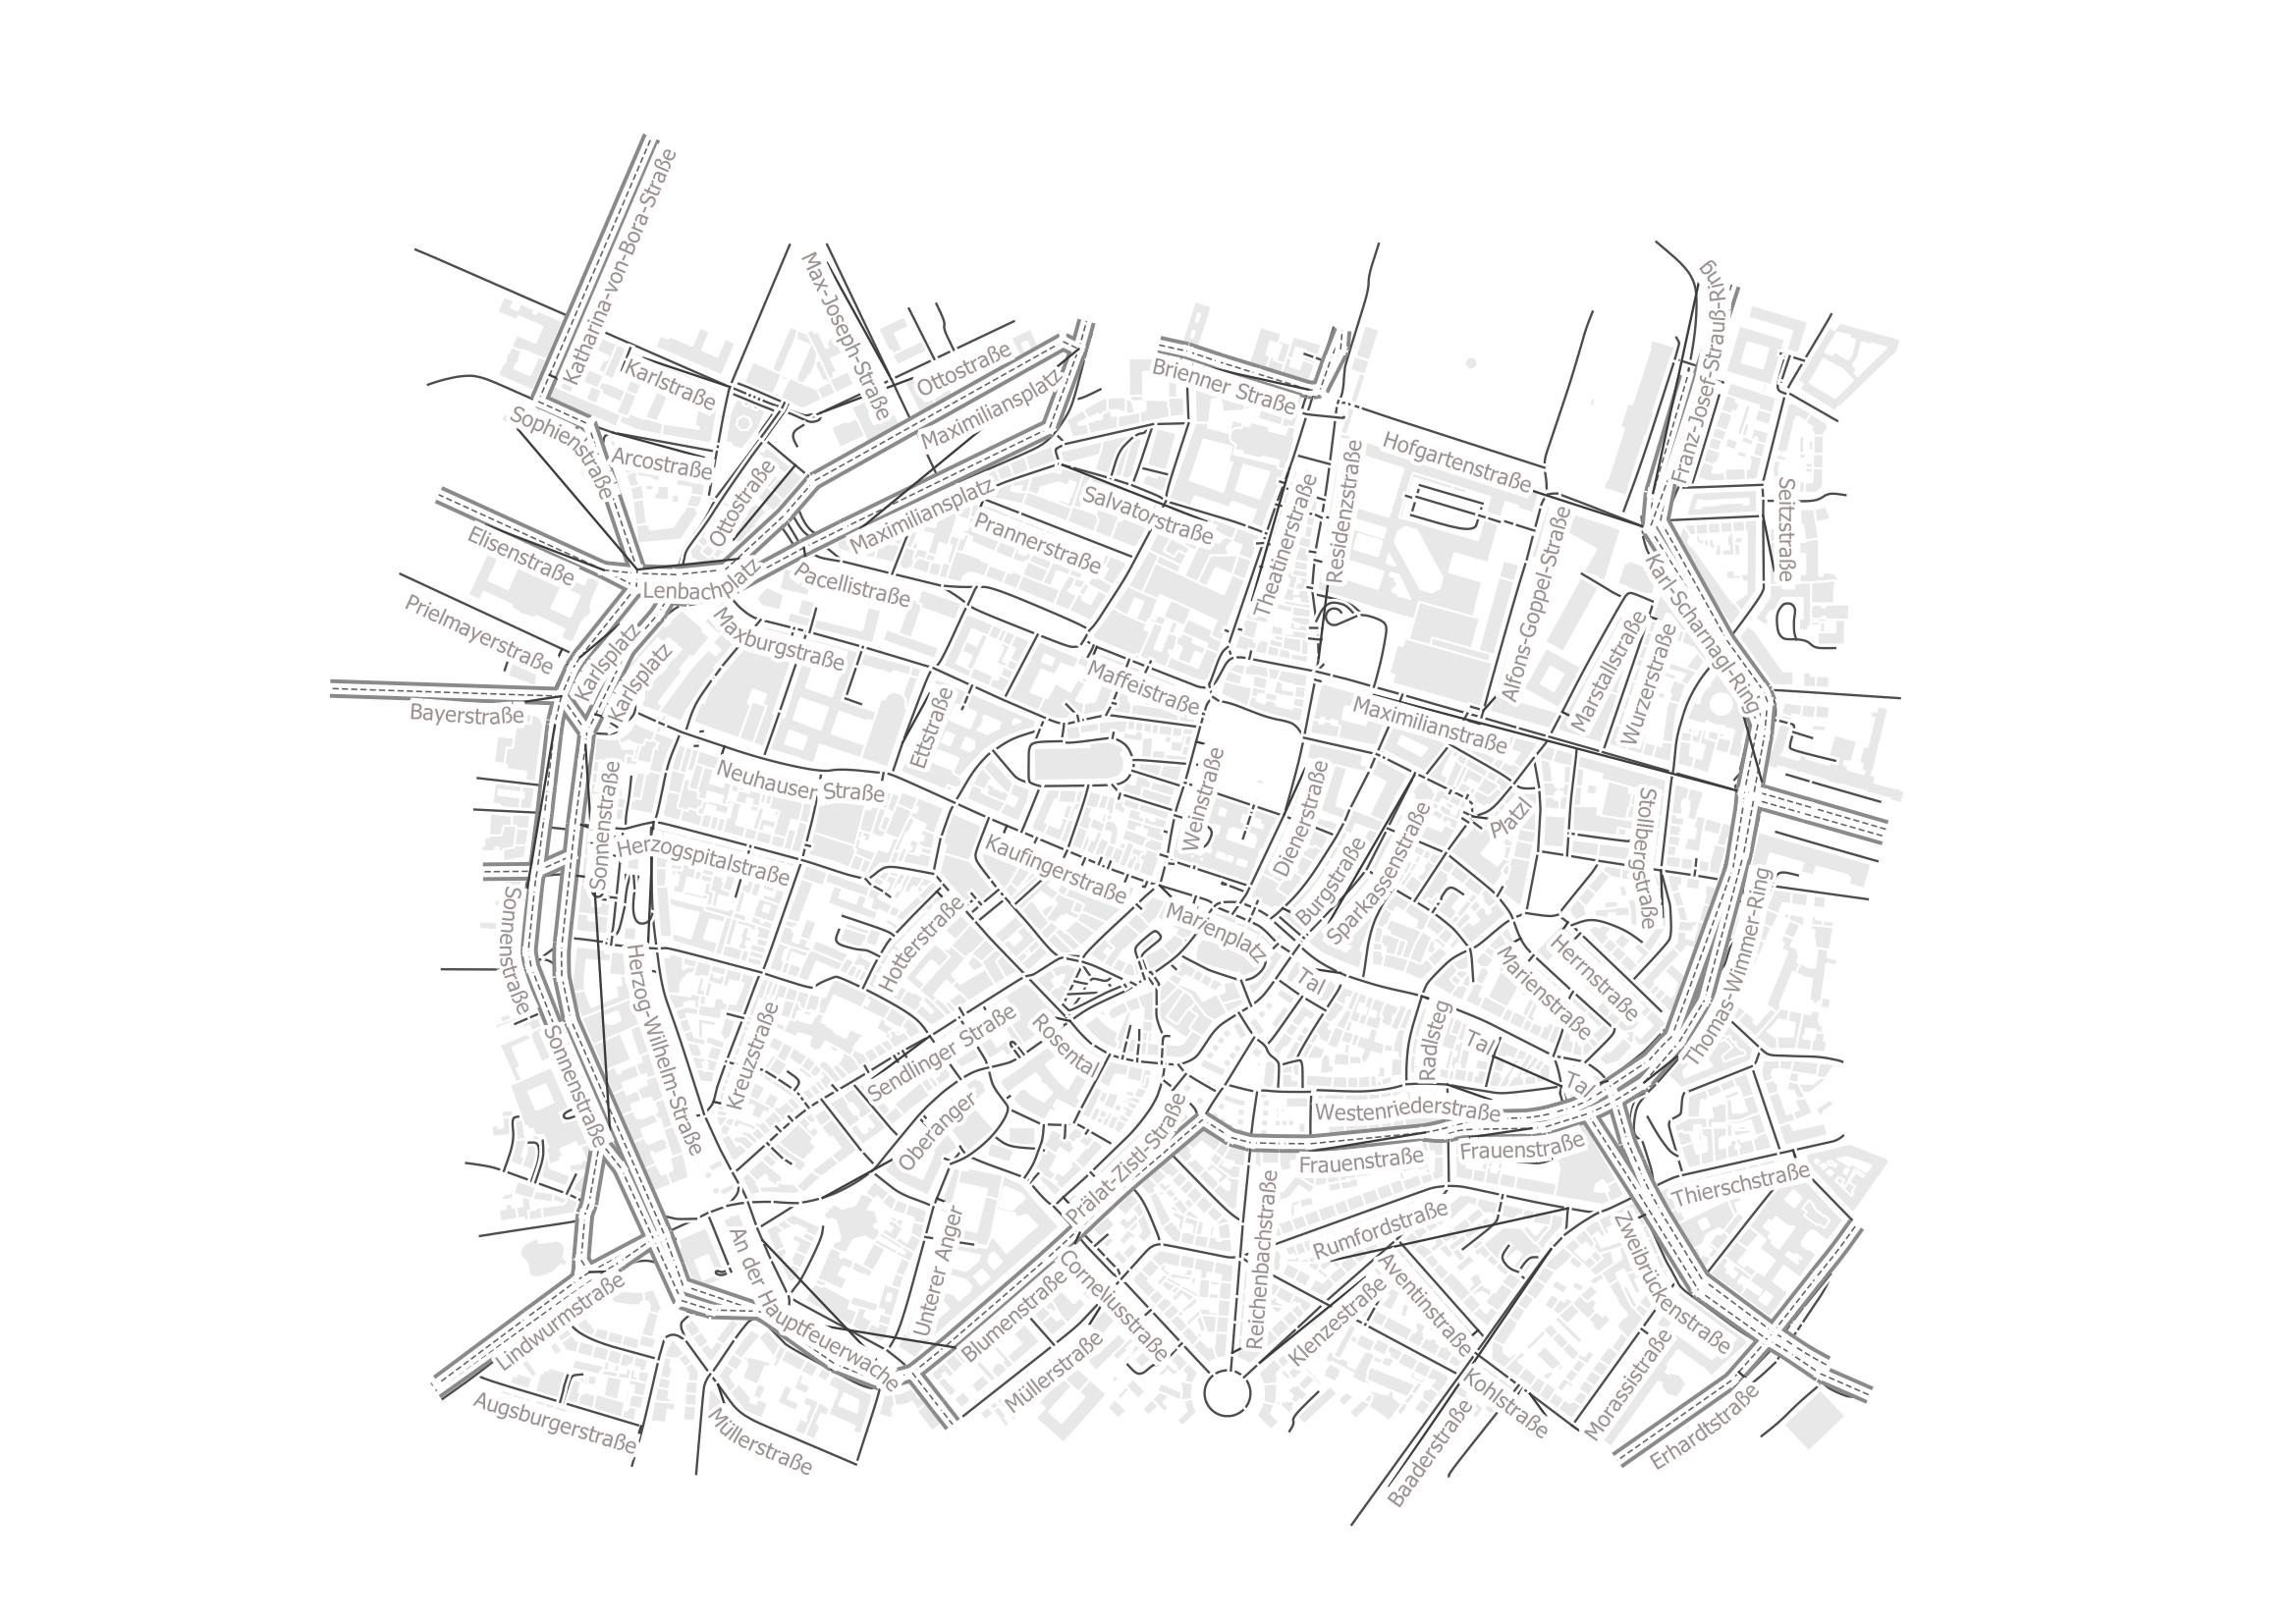 Katharina-von-Bora-Straße
Max-Joseph-Straße
Franz-Josef-Strauß-Ring
Karlstraße
Ottostraße
Maximiliansplatz
Brienner Straße
Sophienstraße
Arcostraße
Ottostraße
Maximiliansplatz
Salvatorstraße
Prannerstraße
Theatinerstraße
Residenzstraße
Hofgartenstraße
Alfons-Goppel-Straße
Seitzstraße
Elisenstraße
Lenbachplatz
Pacellistraße
Prielmayerstraße
Karlsplatz
Karlsplatz
Maxburgstraße
Maffeistraße
Marstallstraße
Wurzerstraße
Karl-Scharnagl-Ring
Bayerstraße
Ettstraße
Maximilianstraße
Neuhauser Straße
Weinstraße
Dienerstraße
Platzl
Stollbergstraße
Sonnenstraße
Herzogspitalstraße
Kaufingerstraße
Burgstraße
Sparkassenstraße
Sonnenstraße
Hotterstraße
Marienplatz
Marienstraße
Herrnstraße
Thomas-Wimmer-Ring
Herzog-Wilhelm-Straße
Tal
Sonnenstraße
Kreuzstraße
Sendlinger Straße
Rosental
Radlsteg
Tal
Tal
Oberanger
Prälat-Zistl-Straße
Westenriederstraße
Frauenstraße
Frauenstraße
Thierschstraße
An der Hauptfeuerwache
Unterer Anger
Reichenbachstraße
Rumfordstraße
Zweibrückenstraße
Lindwurmstraße
Blumenstraße
Corneliusstraße
Klenzestraße
Aventinstraße
Müllerstraße
Morassistraße
Augsburgerstraße
Müllerstraße
Kohlstraße
Baaderstraße
Erhardtstraße